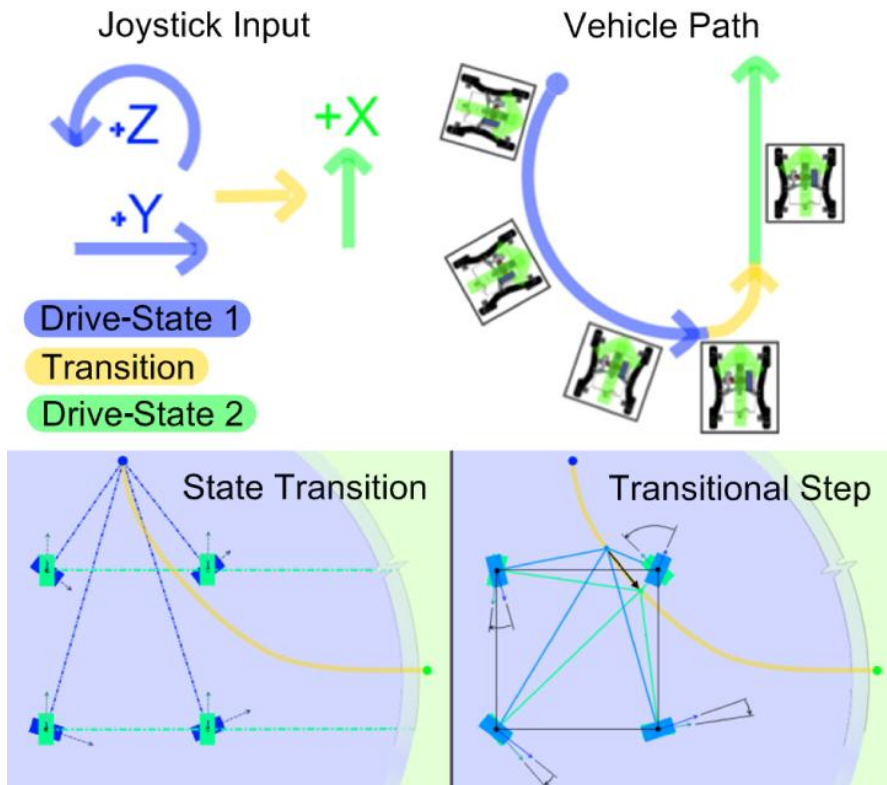 Joystick Input
Vehicle Path
+Z
+X
+Y
Drive-State 1
Transition
Drive-State 2
State Transition
Transitional Step